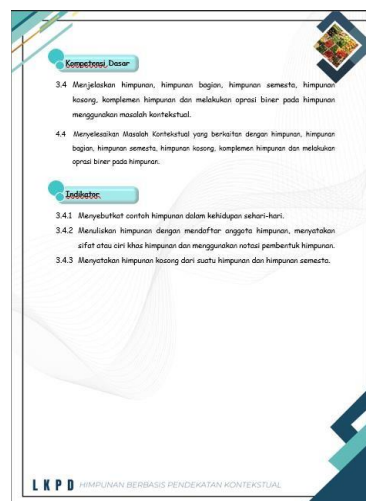 Kompetensi Dasar
3.4 Menjelaskan himpunan, himpunan bagian, himpunan semesta, himpunan
kosong, komplemen himpunan dan melakukan oprasi biner pada himpunan
menggunakan masalah kontekstual.
4.4 Menyelesaikan Masalah Kontekstual yang berkaitan dengan himpunan, himpunan
bagian, himpunan semesta, himpunan kosong, komplemen himpunan dan melakukan
oprasi biner pada himpunan.
Indikator
3.4.1 Menyebutkat contoh himpunan dalam kehidupan sehari-hari.
3.4.2 Menuliskan himpunan dengan mendaftar anggota himpunan, menyatakan
sifat atau ciri khas himpunan dan menggunakan notasi pembentuk himpunan.
3.4.3 Menyatakan himpunan kosong dari suatu himpunan dan himpunan semesta.
LKPD HIMPUNAN BERBASIS PENDEKATAN KONTEKSTUAL